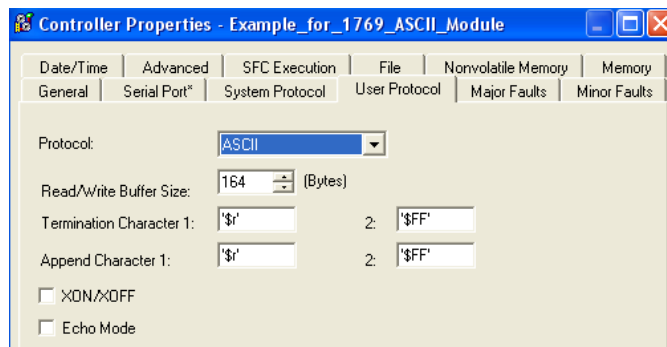 Controller Properties - Example_for_1769_ASCII_Module
Date/Time Advanced SFC Execution File Nonvolatile Memory Memory
General Serial Port* System Protocol User Protocol Major Faults Minor Faults
Protocol: ASCII
Read/Write Buffer Size: 164 (Bytes)
Termination Character 1: '$r' 2: '$FF'
Append Character 1: '$r' 2: '$FF'
XON/XOFF
Echo Mode